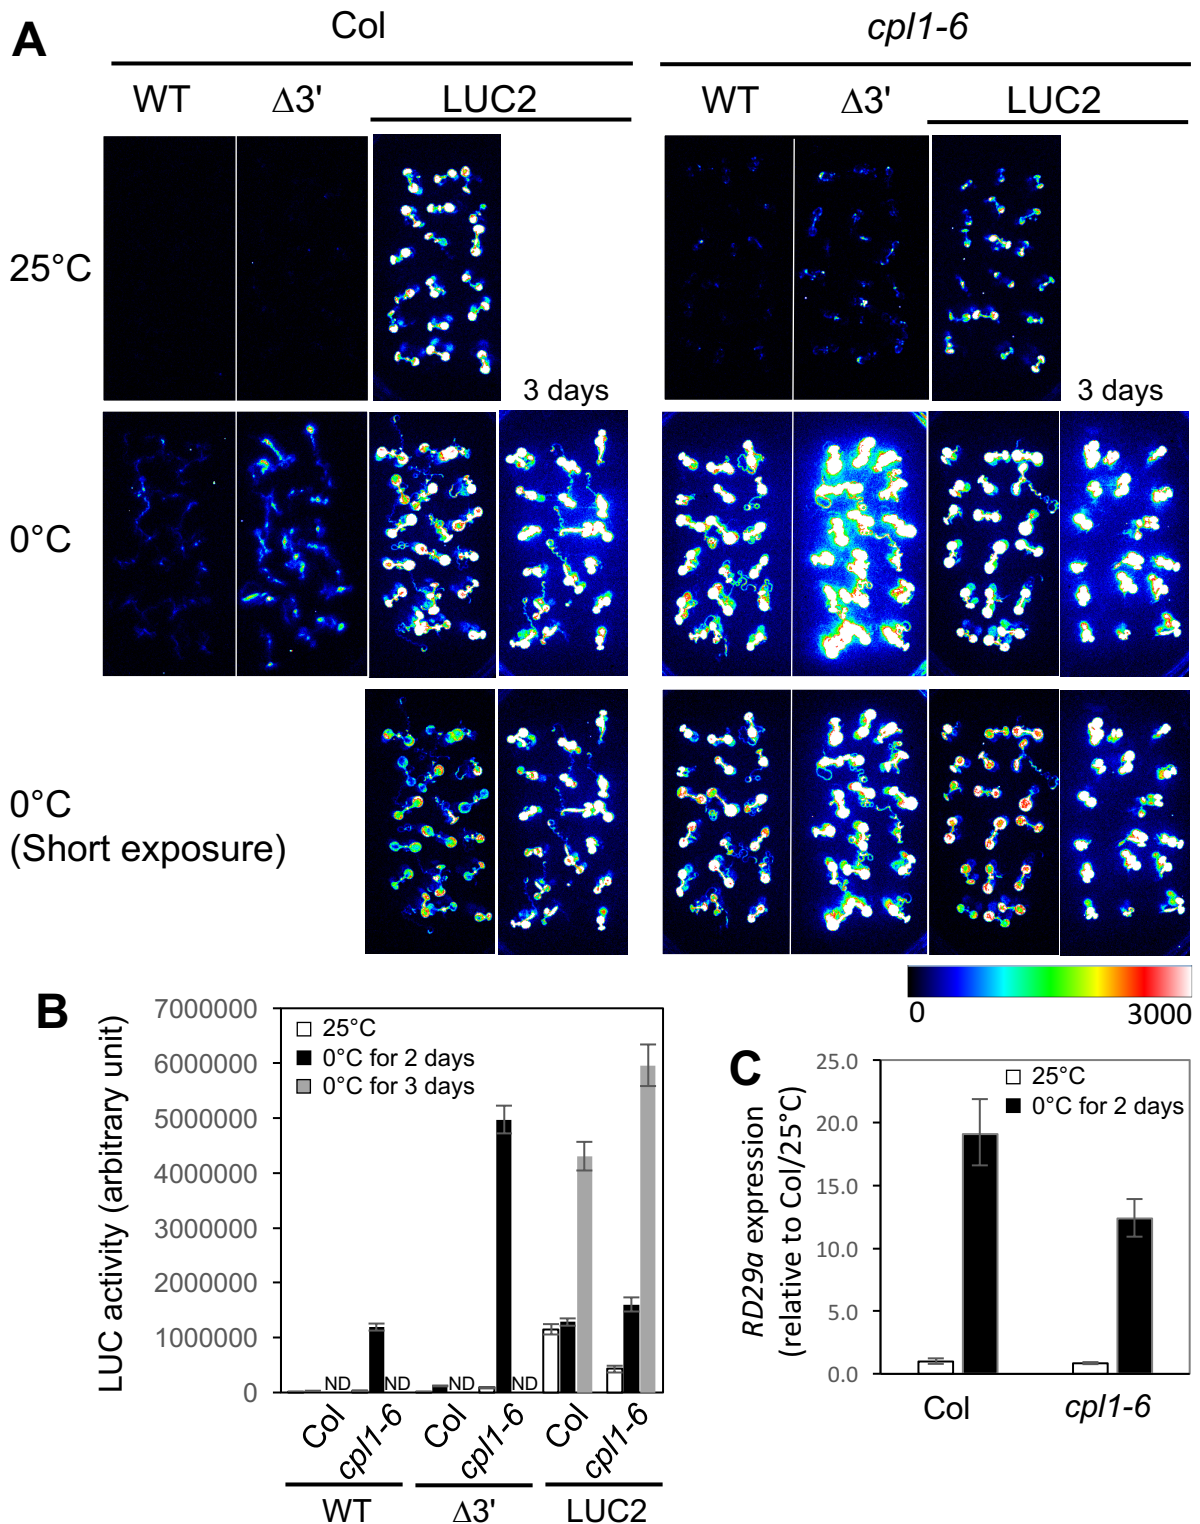 A
Col
cpl1-6
WT Δ3' LUC2
WT Δ3' LUC2
25°C
3 days
3 days
0°C
0°C
(Short exposure)
0 3000
B
LUC activity (arbitrary unit)
7000000
6000000
5000000
4000000
3000000
2000000
1000000
0
25°C
0°C for 2 days
0°C for 3 days
ND ND ND ND
Col cpl1-6 Col cpl1-6 Col cpl1-6
WT Δ3' LUC2
C
RD29a expression
(relative to Col/25°C)
25.0
20.0
15.0
10.0
5.0
0.0
25°C
0°C for 2 days
Col cpl1-6